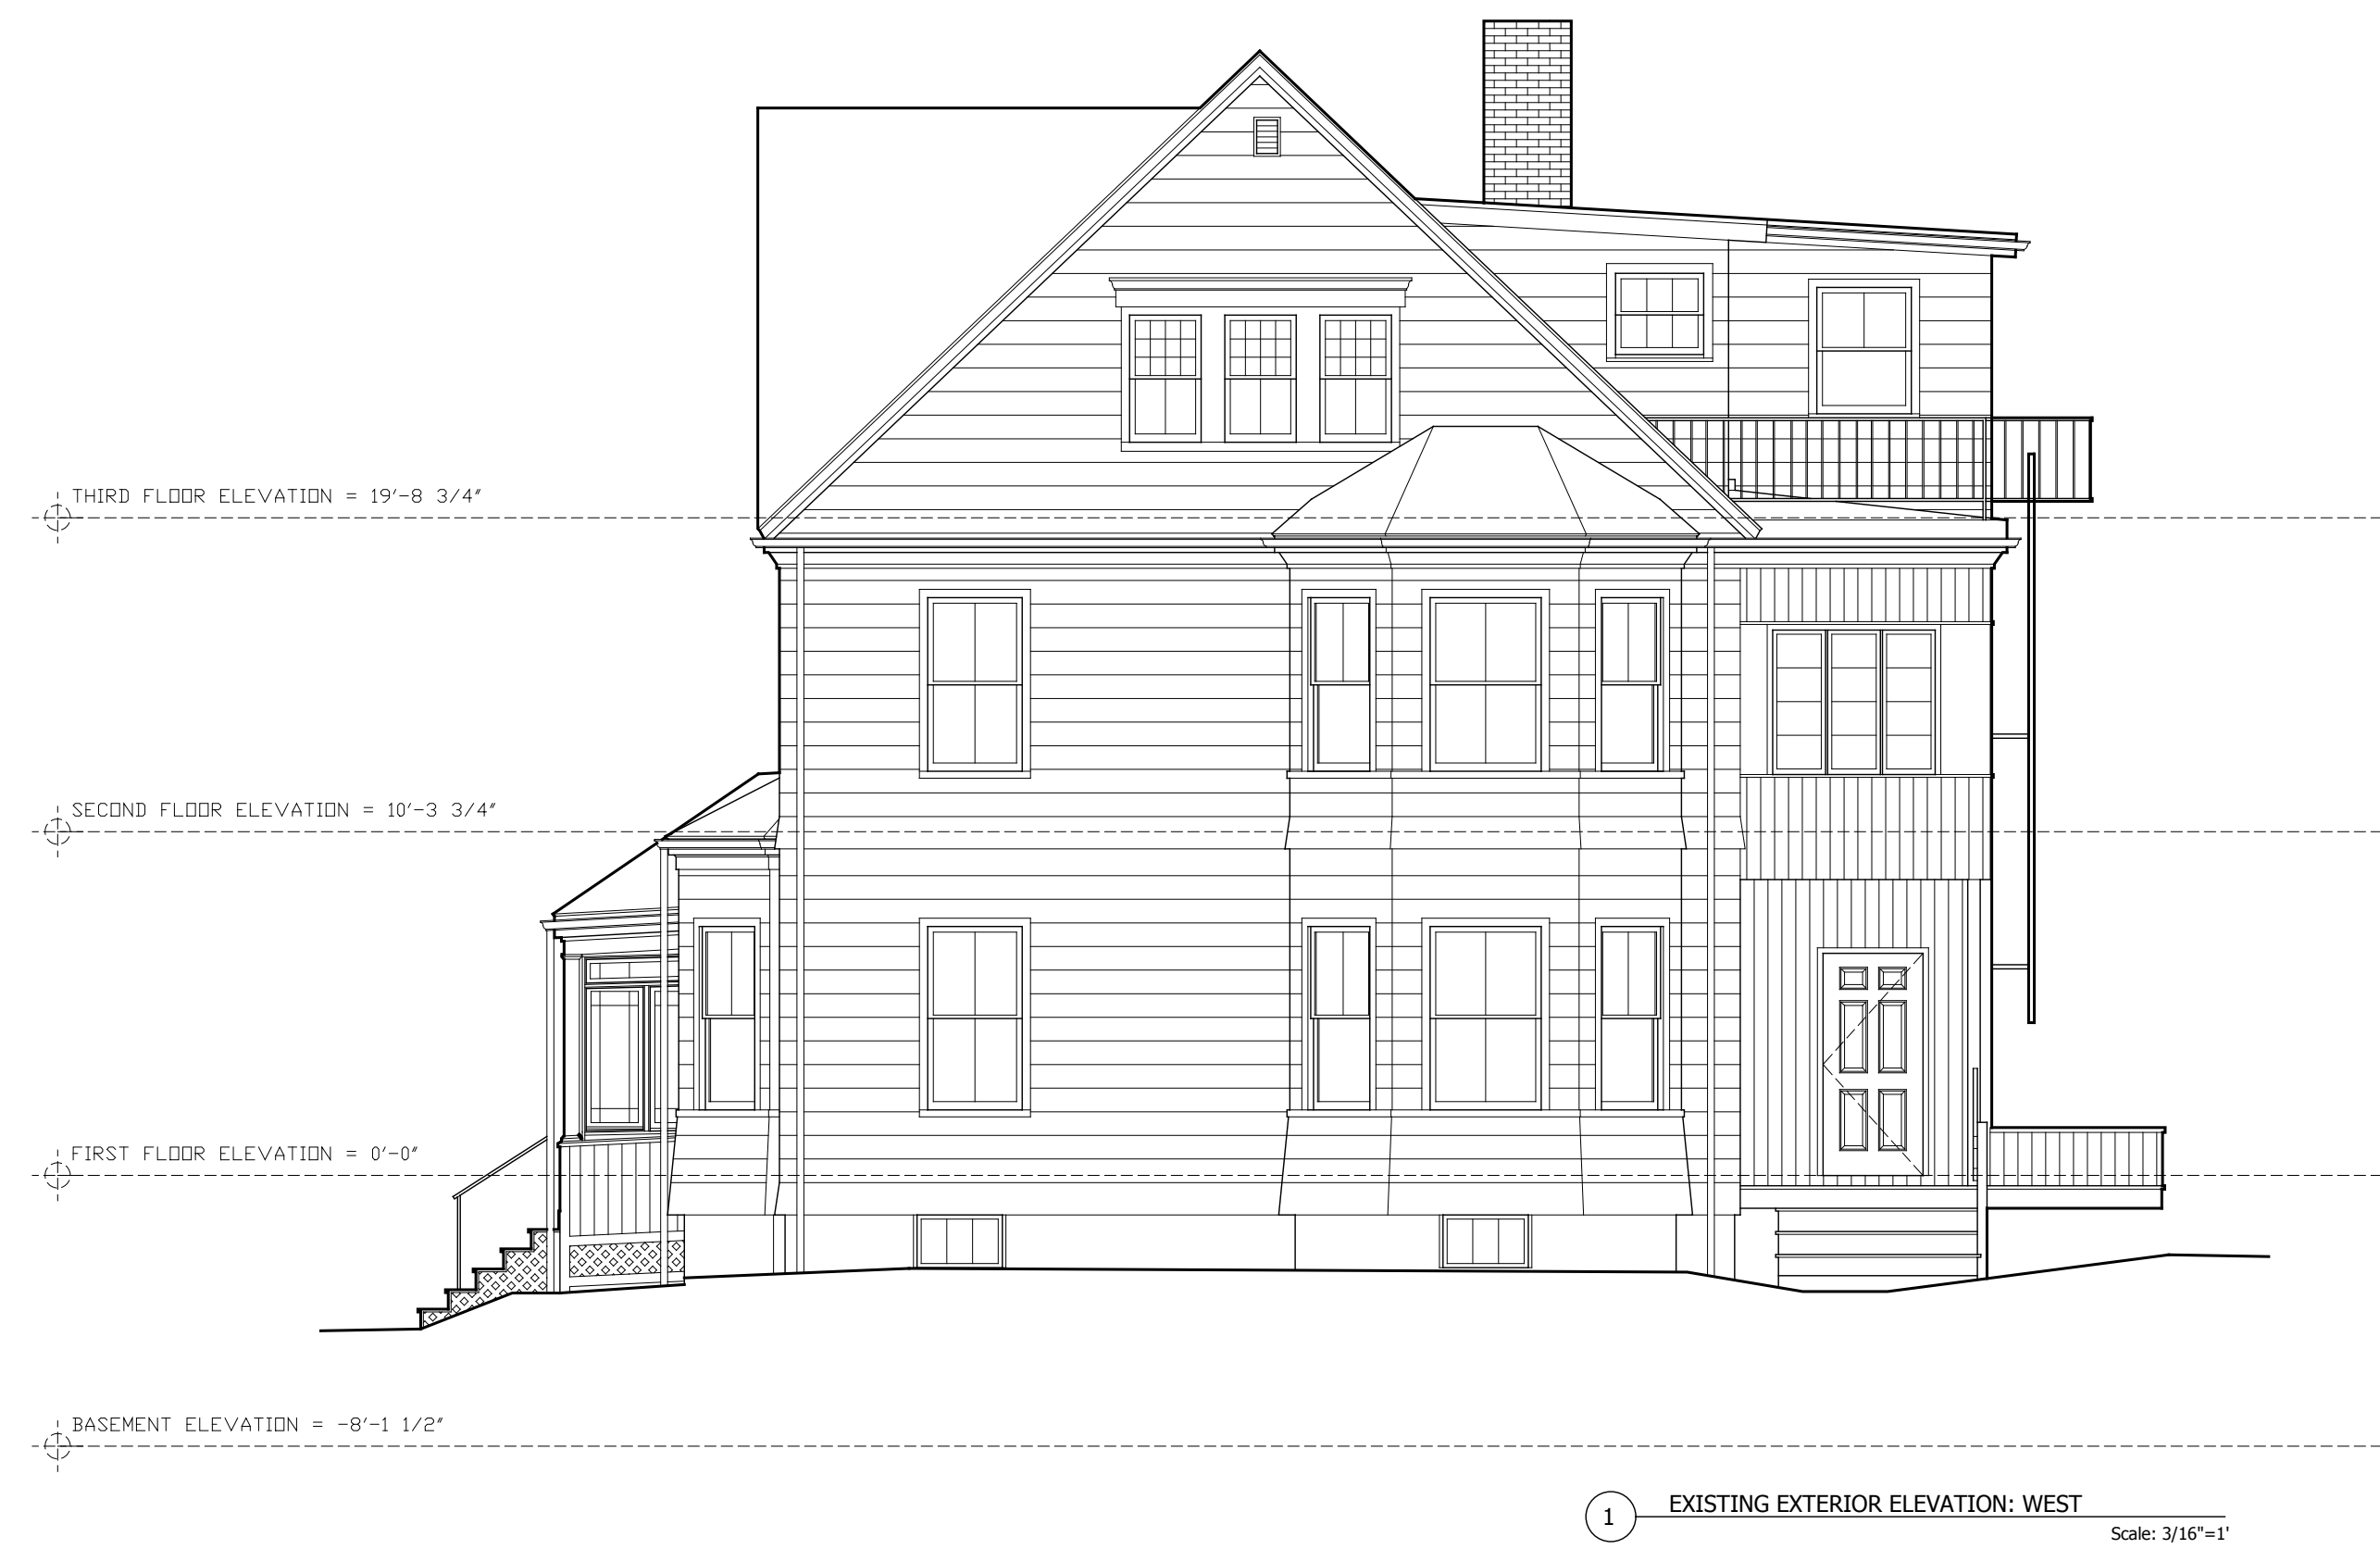 THIRD FLOOR ELEVATION = 19'-8 3/4"
SECOND FLOOR ELEVATION = 10'-3 3/4"
FIRST FLOOR ELEVATION = 0'-0"
BASEMENT ELEVATION = -8'-1 1/2"
1
EXISTING EXTERIOR ELEVATION: WEST
Scale: 3/16"=1'